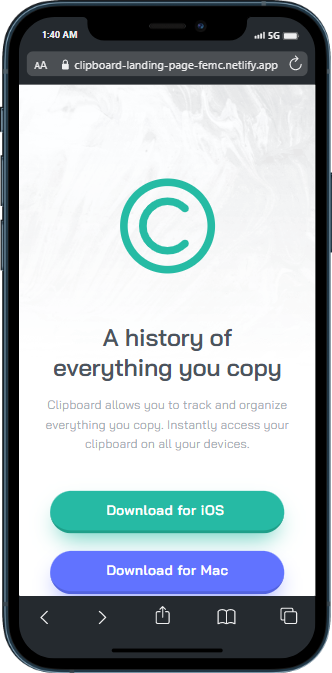 1:40 AM 5G
AA clipboard-landing-page-femc.netlify.app
A history of
everything you copy
Clipboard allows you to track and organize
everything you copy. Instantly access your
clipboard on all your devices.
Download for iOS
Download for Mac